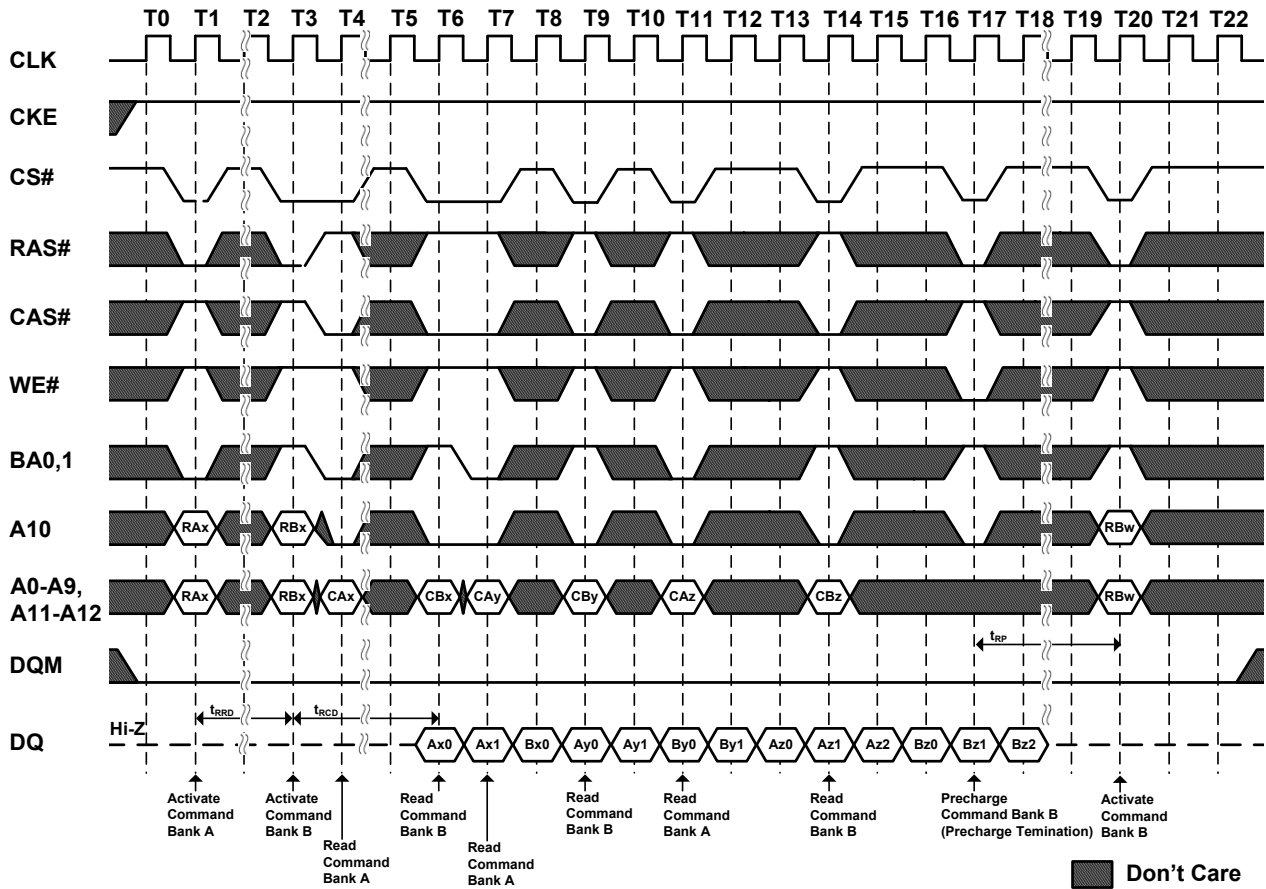 T0 T1 T2 T3 T4 T5 T6 T7 T8 T9 T10 T11 T12 T13 T14 T15 T16 T17 T18 T19 T20 T21 T22
CLK
CKE
CS#
RAS#
CAS#
WE#
BA0,1
A10
RAx RBx RBw
A0-A9,
A11-A12
RAx RBx CAx CBx CAy CBy CAz CBz RBw
tRP
DQM
tRRD tRCD
Hi-Z
DQ
Ax0 Ax1 Bx0 Ay0 Ay1 By0 By1 Az0 Az1 Az2 Bz0 Bz1 Bz2
Activate
Command
Bank A
Activate
Command
Bank B
Read
Command
Bank A
Read
Command
Bank B
Read
Command
Bank A
Read
Command
Bank B
Read
Command
Bank A
Read
Command
Bank B
Precharge
Command Bank B
(Precharge Temination)
Activate
Command
Bank B
Don't Care